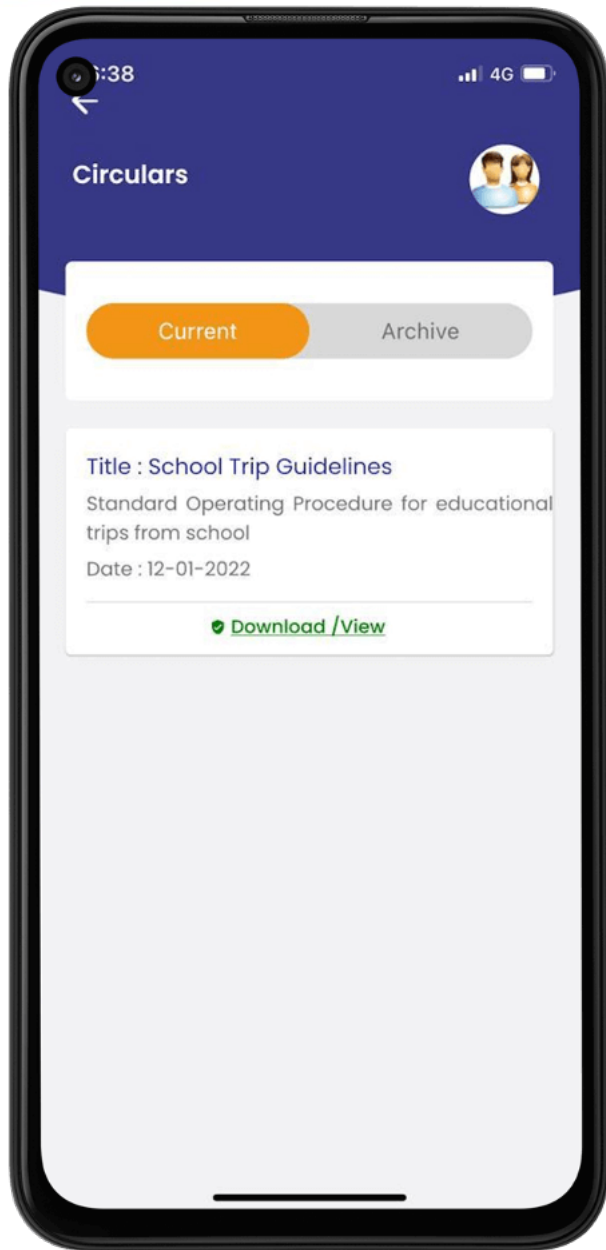 :38
4G
Circulars
Current
Archive
Title : School Trip Guidelines
Standard Operating Procedure for educational
trips from school
Date : 12-01-2022
Download /View